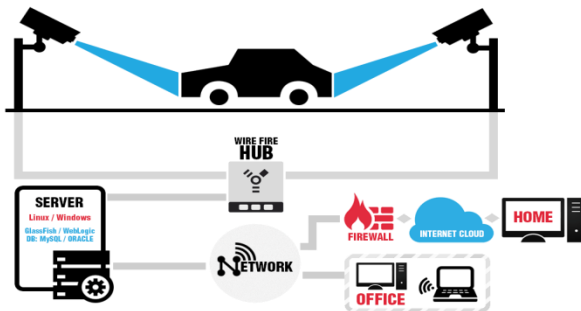 WIRE FIRE
HUB
SERVER
Linux / Windows
GlassFish / WebLogic
DB: MySQL / ORACLE
NETWORK
FIREWALL
INTERNET CLOUD
HOME
OFFICE